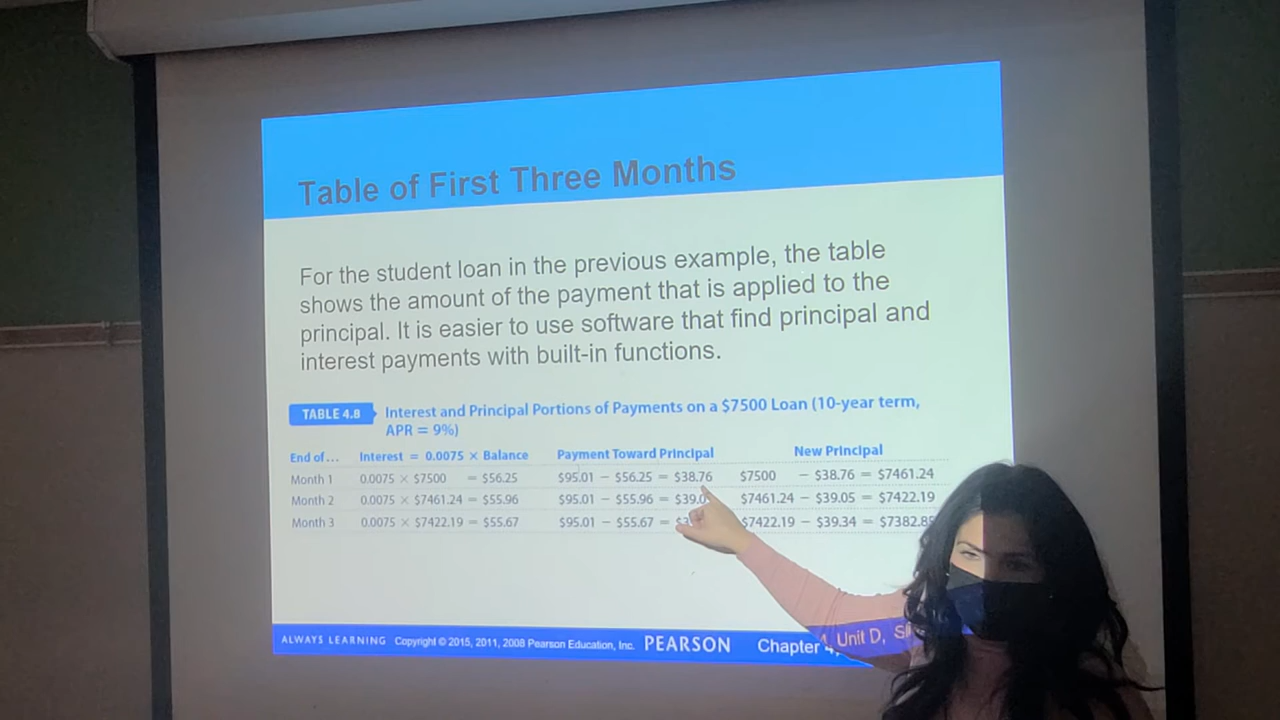 Table of First Three Months
For the student loan in the previous example, the table
shows the amount of the payment that is applied to the
principal. It is easier to use software that find principal and
interest payments with built-in functions.
TABLE 4.8 Interest and Principal Portions of Payments on a $7500 Loan (10-year term,
APR = 9%)
End of... Interest = 0.0075 × Balance Payment Toward Principal New Principal
Month 1 0.0075 × $7500 = $56.25 $95.01 − $56.25 = $38.76 $7500 − $38.76 = $7461.24
Month 2 0.0075 × $7461.24 = $55.96 $95.01 − $55.96 = $39.0 $7461.24 − $39.05 = $7422.19
Month 3 0.0075 × $7422.19 = $55.67 $95.01 − $55.67 = $3 $7422.19 − $39.34 = $7382.85
ALWAYS LEARNING Copyright © 2015, 2011, 2008 Pearson Education, Inc. PEARSON Chapter 4, Unit D,